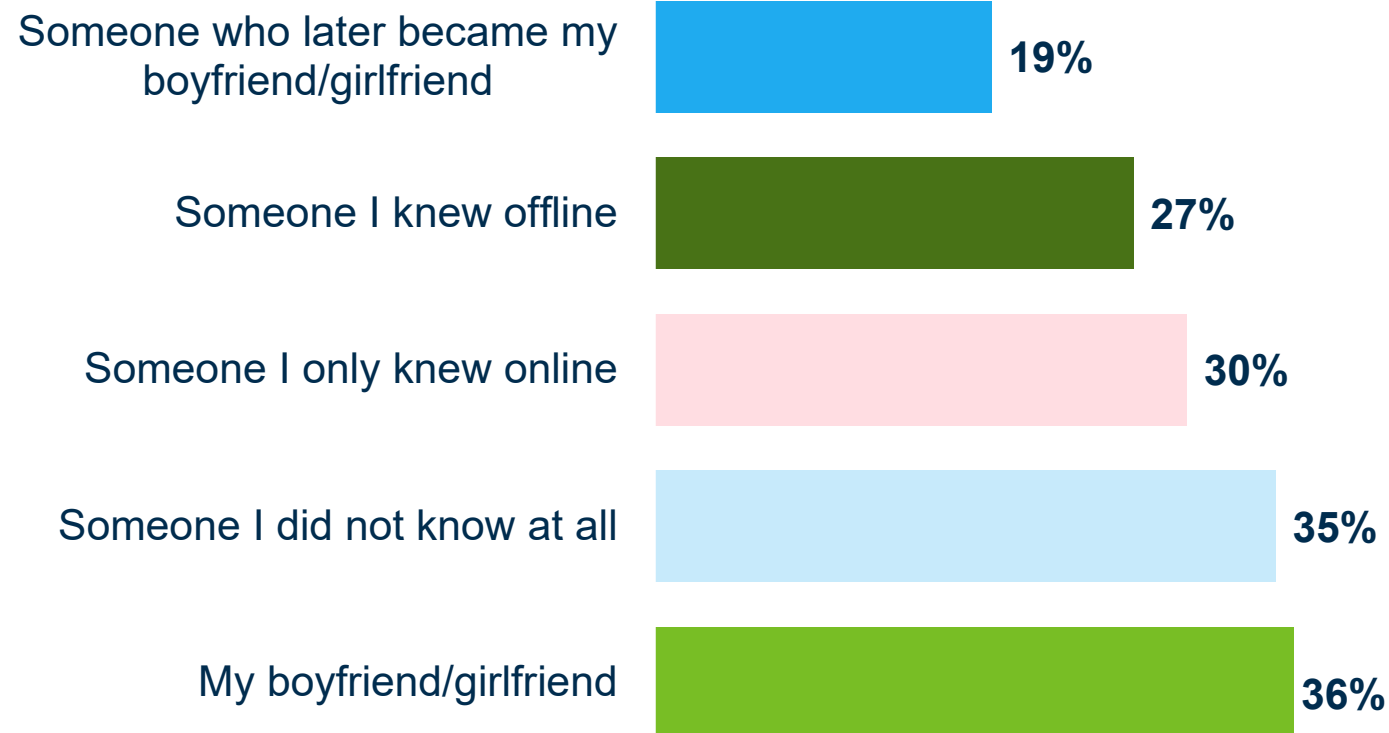 Someone who later became my
boyfriend/girlfriend
19%
Someone I knew offline
27%
Someone I only knew online
30%
Someone I did not know at all
35%
My boyfriend/girlfriend
36%